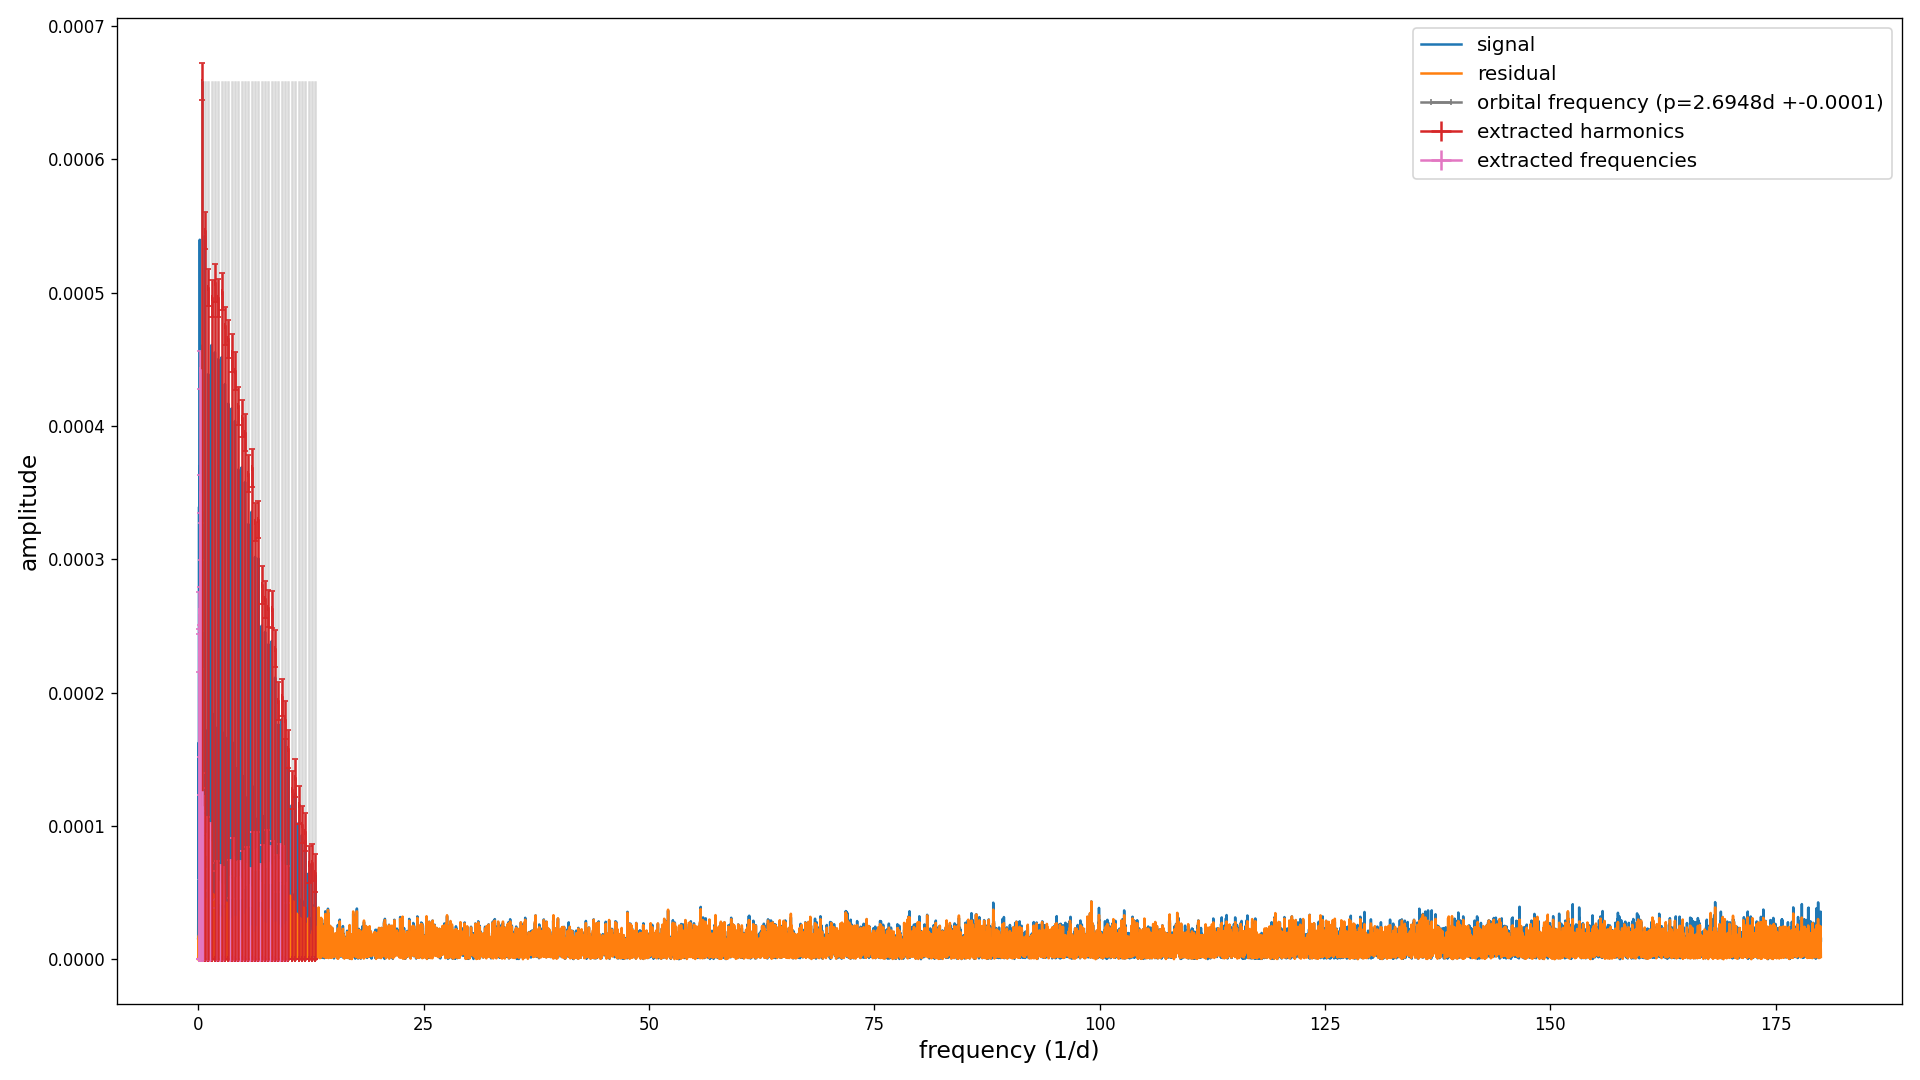 signal
residual
orbital frequency (p=2.6948d +-0.0001)
extracted harmonics
extracted frequencies
amplitude
0.0007
0.0006
0.0005
0.0004
0.0003
0.0002
0.0001
0.0000
0 25 50 75 100 125 150 175
frequency (1/d)